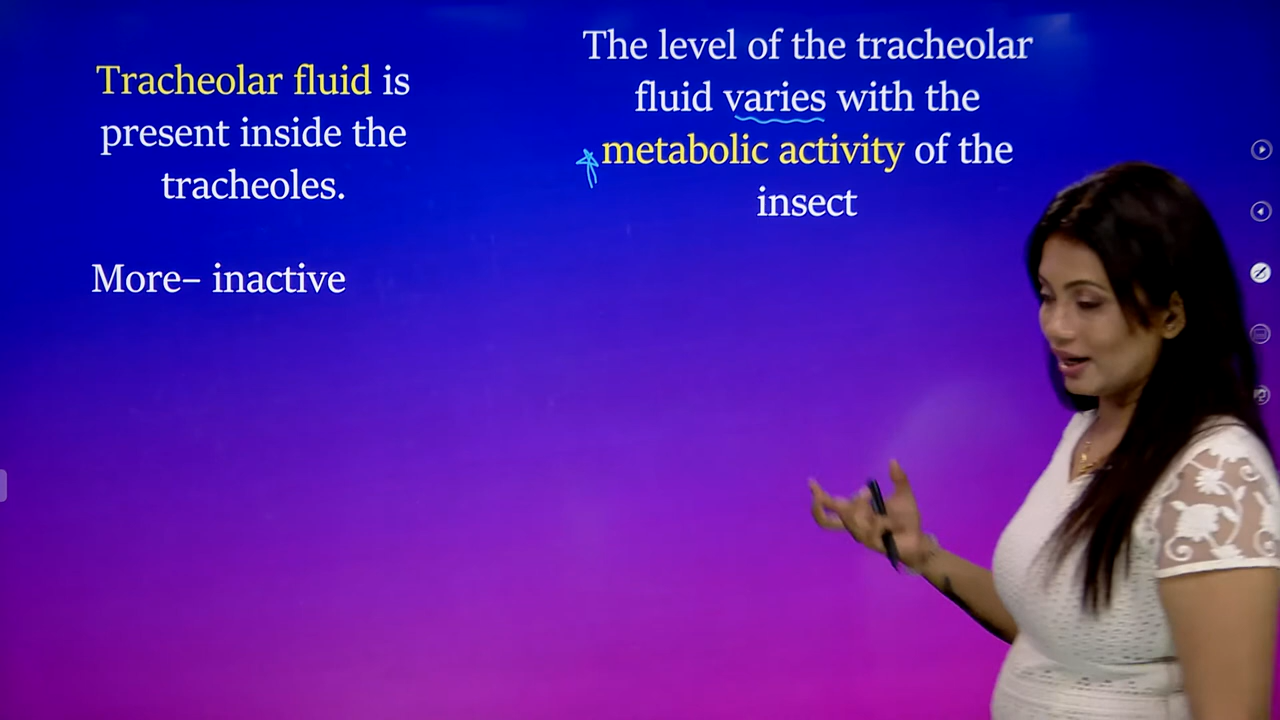 Tracheolar fluid is
present inside the
tracheoles.
More– inactive
The level of the tracheolar
fluid varies with the
metabolic activity of the
insect